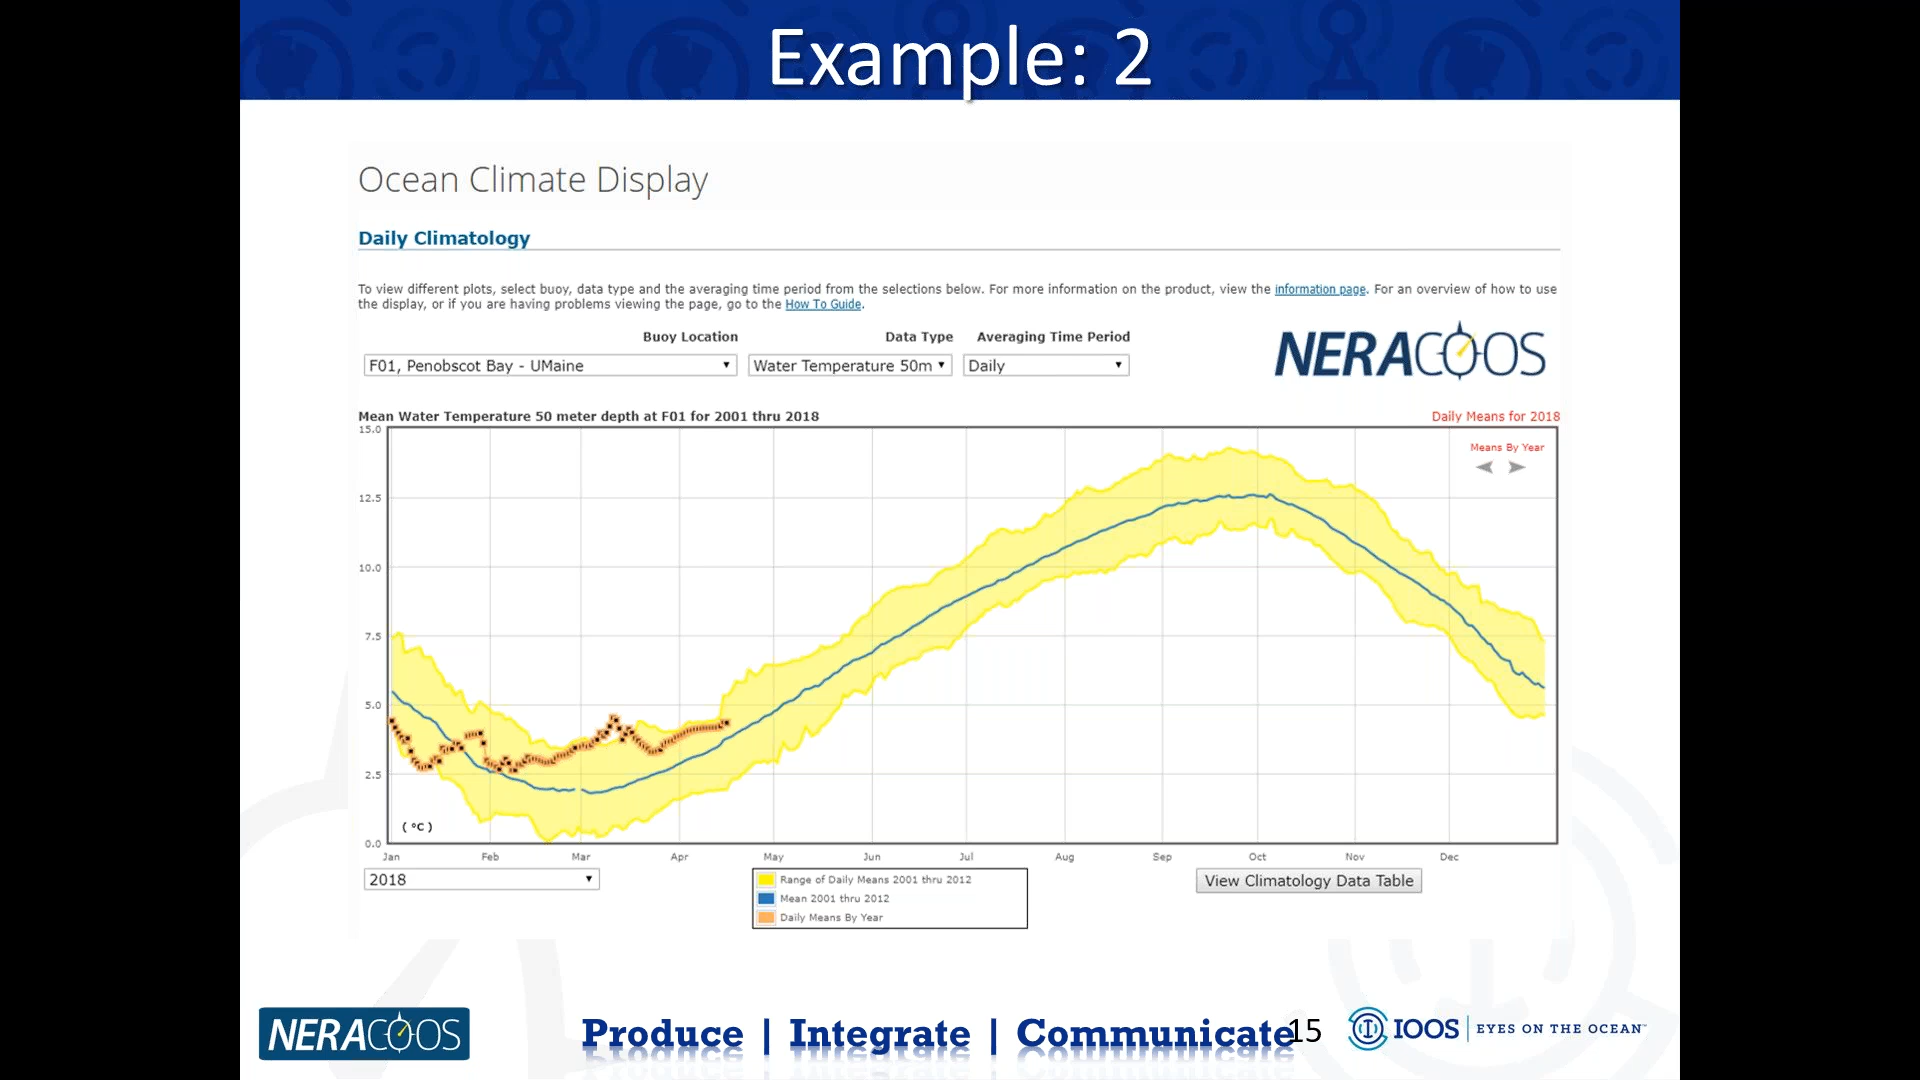 Example: 2
Ocean Climate Display
Daily Climatology
To view different plots, select buoy, data type and the averaging time period from the selections below. For more information on the product, view the information page. For an overview of how to use
the display, or if you are having problems viewing the page, go to the How To Guide.
Buoy Location Data Type Averaging Time Period
F01, Penobscot Bay - UMaine Water Temperature 50m Daily
NERACOOS
Mean Water Temperature 50 meter depth at F01 for 2001 thru 2018 Daily Means for 2018
Means By Year
15.0
12.5
10.0
7.5
5.0
2.5
0.0
( °C )
Jan Feb Mar Apr May Jun Jul Aug Sep Oct Nov Dec
2018
Range of Daily Means 2001 thru 2012
Mean 2001 thru 2012
Daily Means By Year
View Climatology Data Table
NERACOOS
Produce | Integrate | Communicate
15
IOOS EYES ON THE OCEAN™